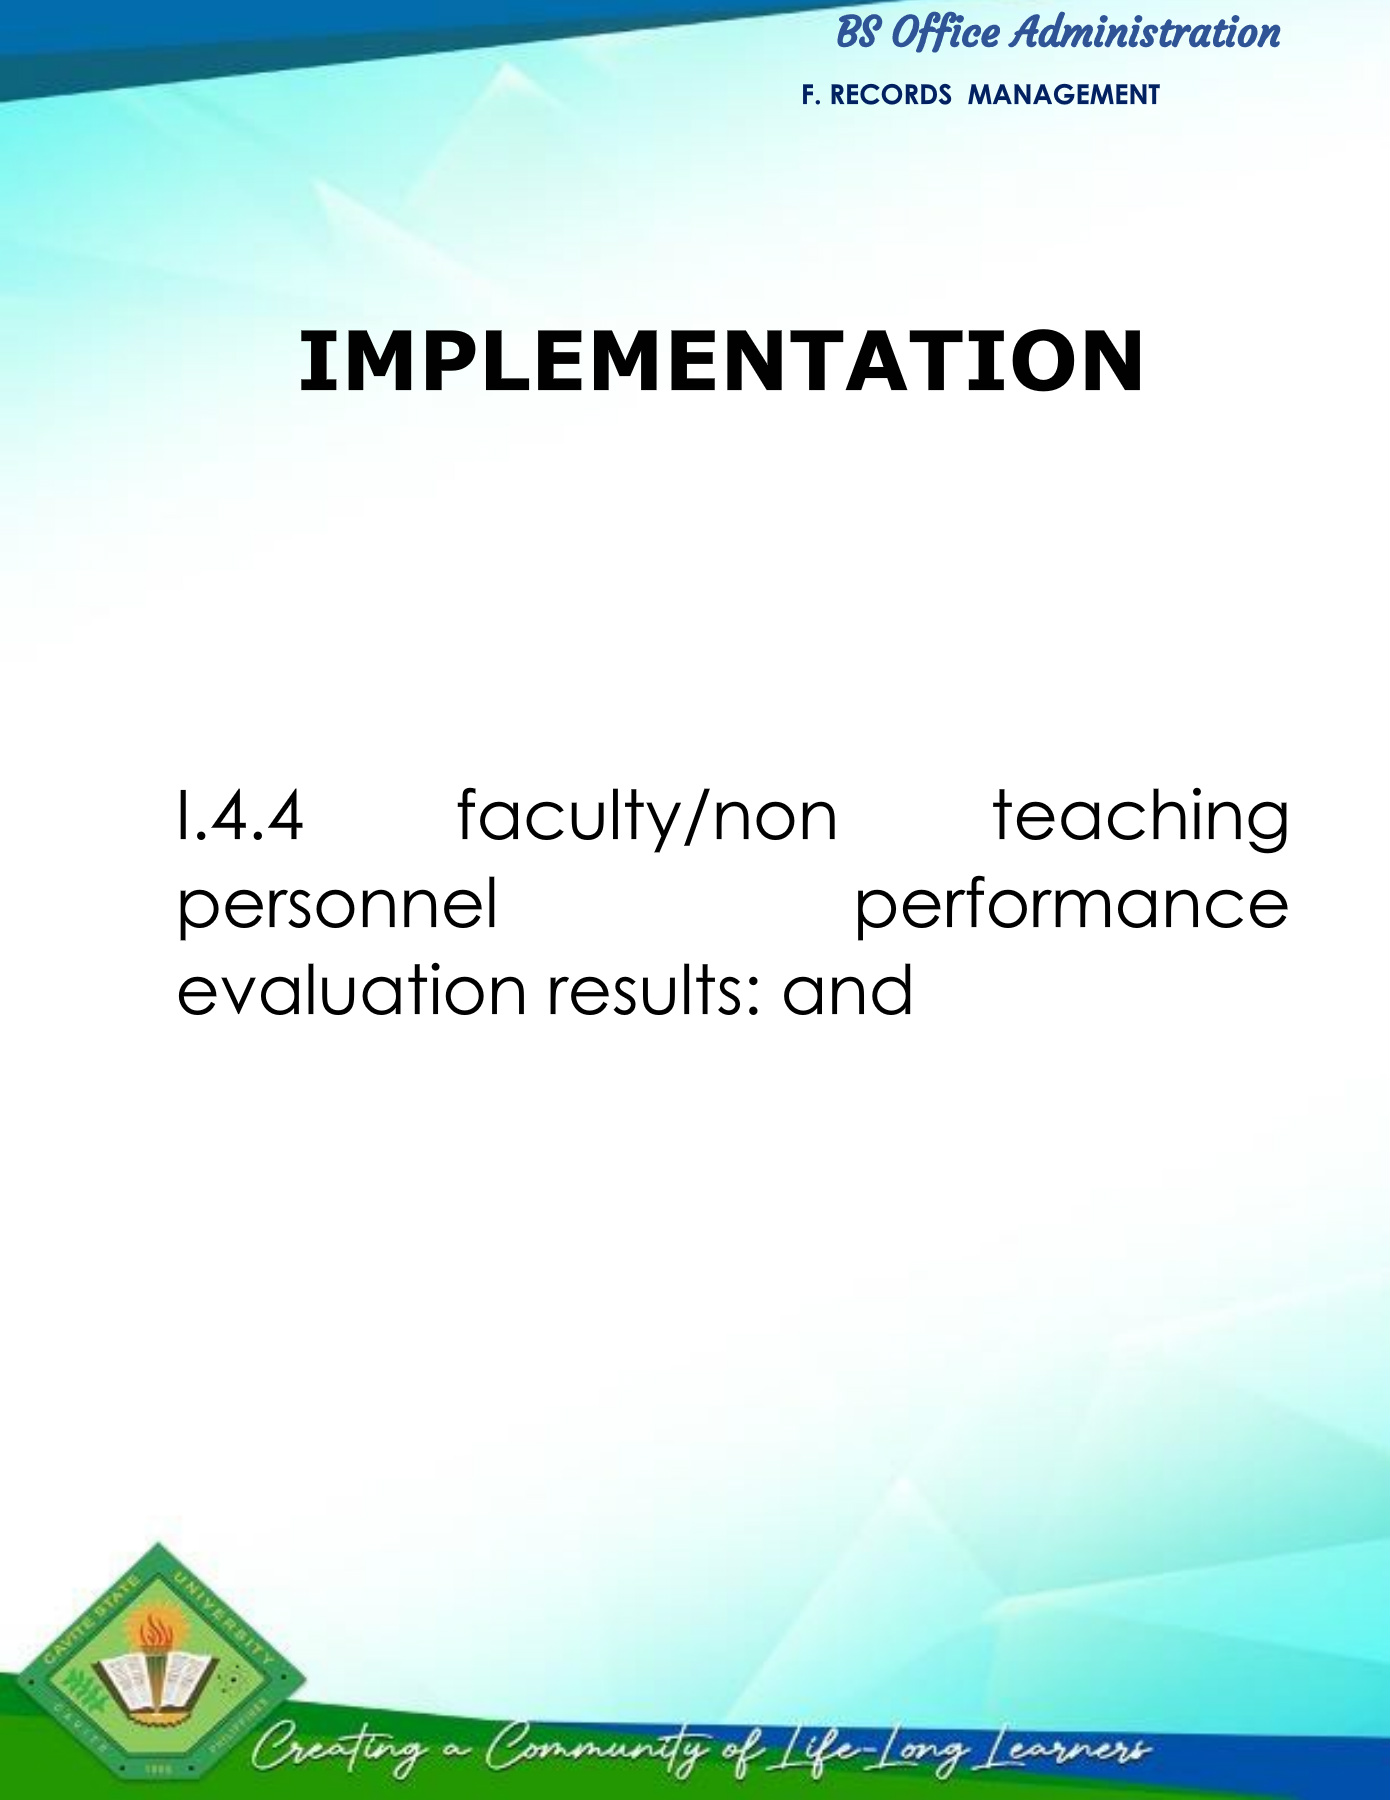 BS Office Administration
F. RECORDS MANAGEMENT
IMPLEMENTATION
I.4.4 faculty/non teaching
personnel performance
evaluation results: and
CAVITE STATE UNIVERSITY
CAVITE
PHILIPPINES
1906
Creating a Community of Life-Long Learners